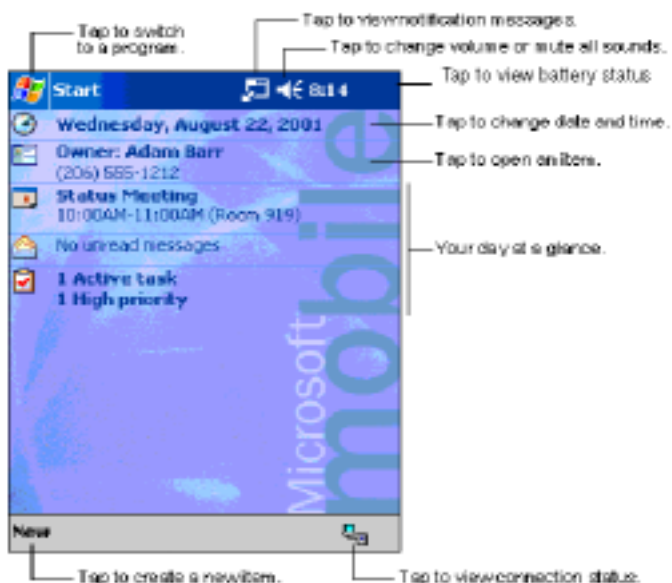 Tap to switch
to a program.
Tap to view notification messages.
Tap to change volume or mute all sounds.
Tap to view battery status
Start
8:14
Wednesday, August 22, 2001
Tap to change date and time.
Owner: Adam Barr
(206) 555-1212
Tap to open an item.
Status Meeting
10:00AM-11:00AM (Room 919)
No unread messages
Your day at a glance.
1 Active task
1 High priority
Microsoft
mobile
New
Tap to create a new item.
Tap to view connection status.